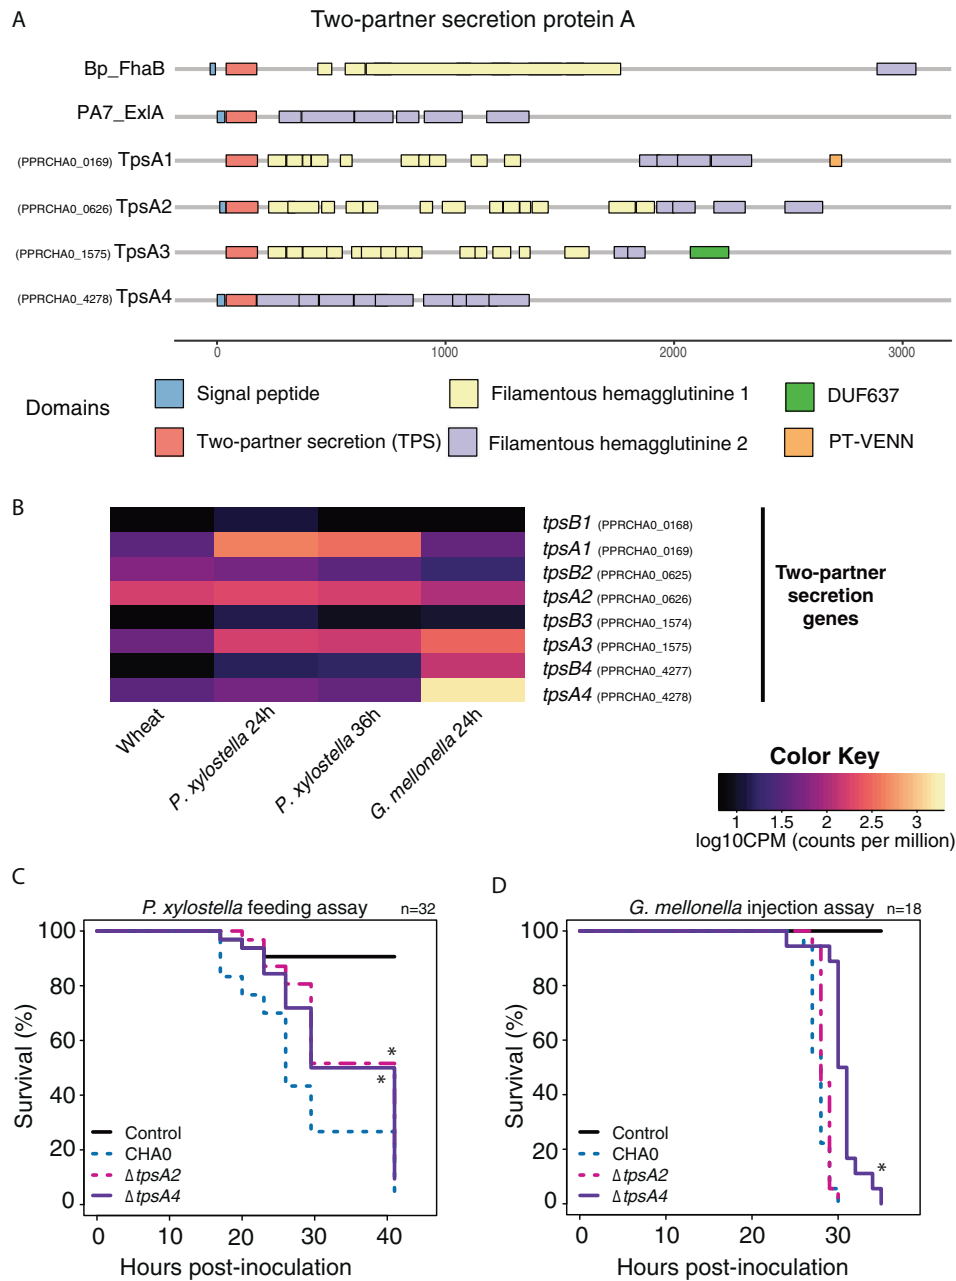 A
Two-partner secretion protein A
Bp_FhaB
PA7_ExlA
(PPRCHA0_0169) TpsA1
(PPRCHA0_0626) TpsA2
(PPRCHA0_1575) TpsA3
(PPRCHA0_4278) TpsA4
0 1000 2000 3000
Domains
Signal peptide
Filamentous hemagglutinine 1
DUF637
Two-partner secretion (TPS)
Filamentous hemagglutinine 2
PT-VENN
B
tpsB1 (PPRCHA0_0168)
tpsA1 (PPRCHA0_0169)
tpsB2 (PPRCHA0_0625)
tpsA2 (PPRCHA0_0626)
tpsB3 (PPRCHA0_1574)
tpsA3 (PPRCHA0_1575)
tpsB4 (PPRCHA0_4277)
tpsA4 (PPRCHA0_4278)
Two-partner
secretion
genes
Wheat
P. xylostella 24h
P. xylostella 36h
G. mellonella 24h
Color Key
1 1.5 2 2.5 3
log10CPM (counts per million)
C
P. xylostella feeding assay n=32
Survival (%)
100
80
60
40
20
0
*
*
Control
CHA0
ΔtpsA2
ΔtpsA4
0 10 20 30 40
Hours post-inoculation
D
G. mellonella injection assay n=18
Survival (%)
100
80
60
40
20
0
*
Control
CHA0
ΔtpsA2
ΔtpsA4
0 10 20 30
Hours post-inoculation